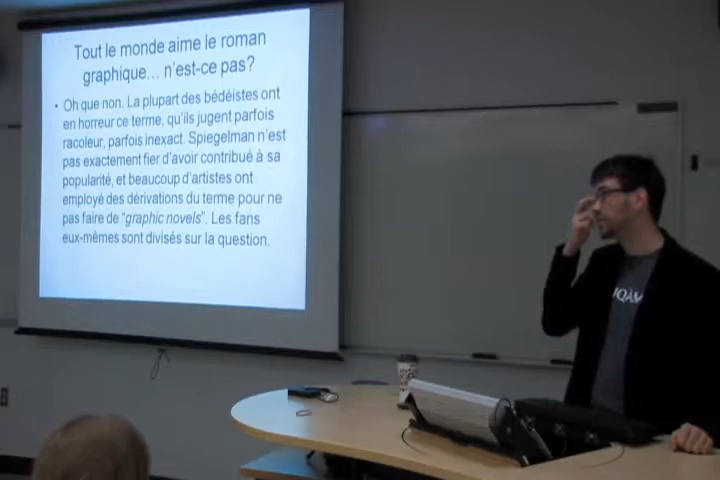 Tout le monde aime le roman
graphique... n'est-ce pas?
• Oh que non. La plupart des bédéistes ont
en horreur ce terme, qu'ils jugent parfois
racoleur, parfois inexact. Spiegelman n'est
pas exactement fier d'avoir contribué à sa
popularité, et beaucoup d'artistes ont
employé des dérivations du terme pour ne
pas faire de “graphic novels”. Les fans
eux-mêmes sont divisés sur la question.
UQÀM